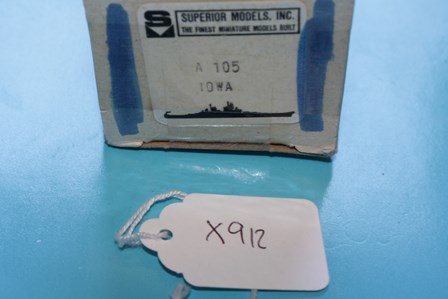 S
SUPERIOR MODELS, INC.
THE FINEST MINIATURE MODELS BUILT
A 105
IOWA
X912